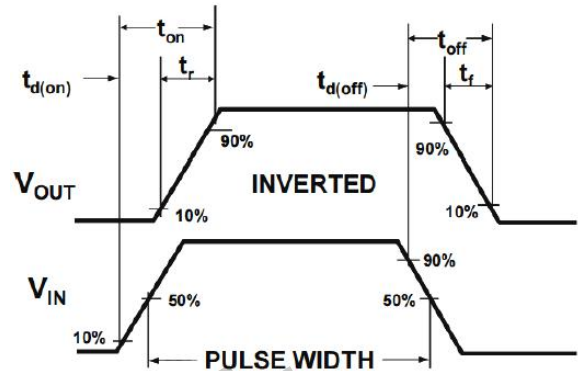 t_on
t_off
t_d(on)
t_r
t_d(off)
t_f
90%
90%
V_OUT
INVERTED
10%
10%
V_IN
90%
50%
50%
10%
PULSE WIDTH